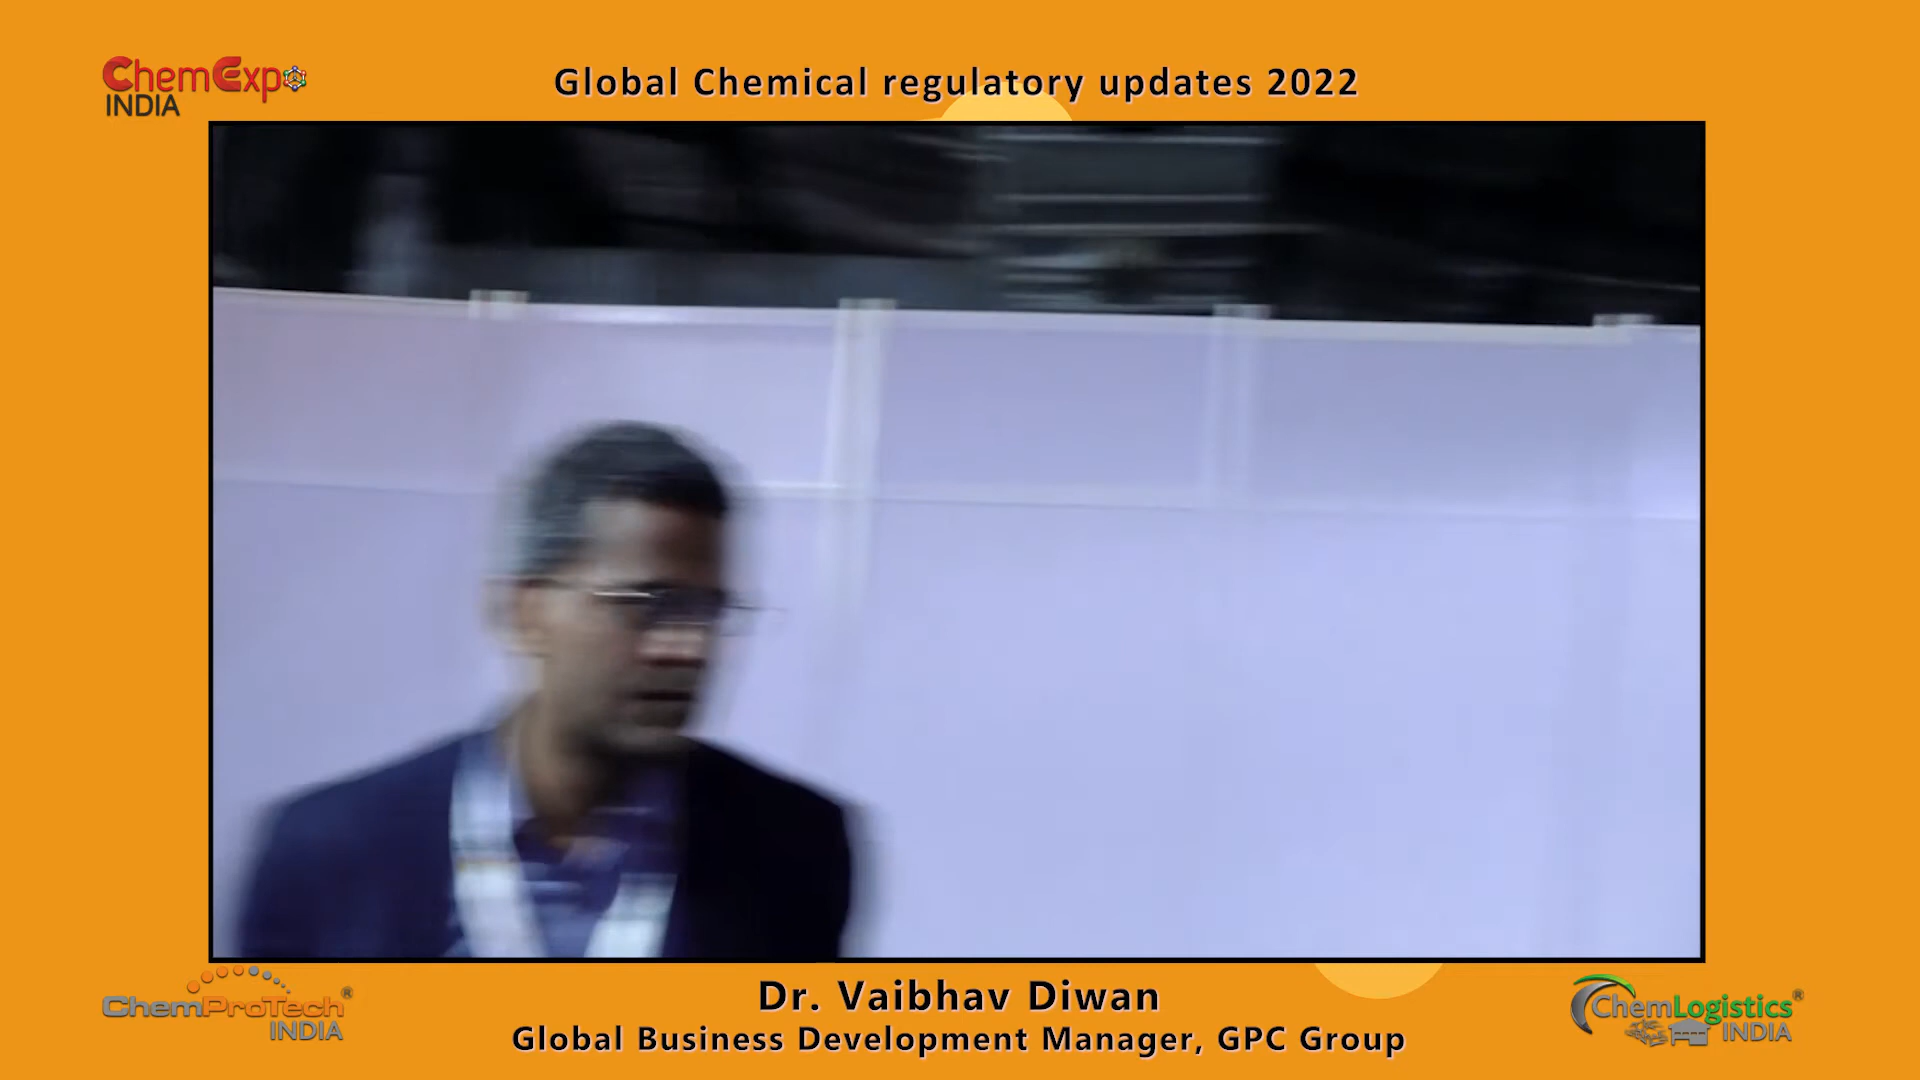 ChemExpo
INDIA
Global Chemical regulatory updates 2022
ChemProTech®
INDIA
Dr. Vaibhav Diwan
Global Business Development Manager, GPC Group
ChemLogistics®
INDIA